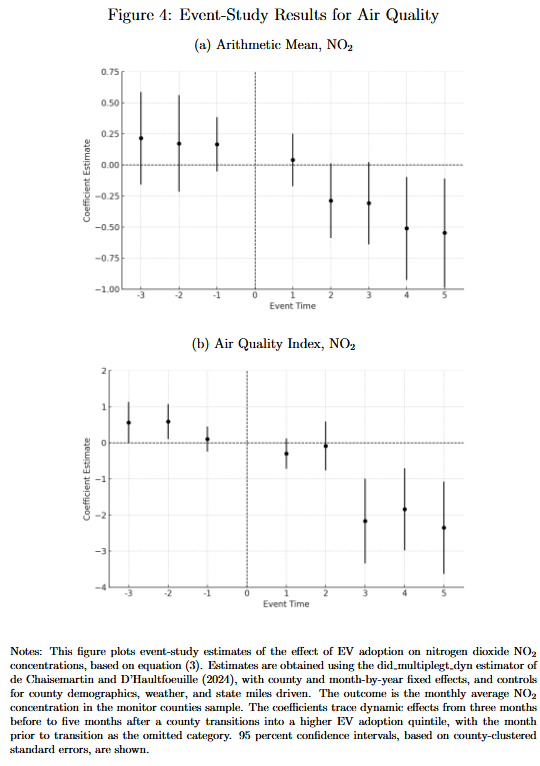 Figure 4: Event-Study Results for Air Quality
(a) Arithmetic Mean, NO₂
0.75
0.50
0.25
0.00
−0.25
−0.50
−0.75
−1.00
Coefficient Estimate
-3 -2 -1 0 1 2 3 4 5
Event Time
(b) Air Quality Index, NO₂
2
1
0
−1
−2
−3
−4
Coefficient Estimate
-3 -2 -1 0 1 2 3 4 5
Event Time
Notes: This figure plots event-study estimates of the effect of EV adoption on nitrogen dioxide NO₂
concentrations, based on equation (3). Estimates are obtained using the did_multiplegt_dyn estimator of
de Chaisemartin and D'Haultfoeuille (2024), with county and month-by-year fixed effects, and controls
for county demographics, weather, and state miles driven. The outcome is the monthly average NO₂
concentration in the monitor counties sample. The coefficients trace dynamic effects from three months
before to five months after a county transitions into a higher EV adoption quintile, with the month
prior to transition as the omitted category. 95 percent confidence intervals, based on county-clustered
standard errors, are shown.